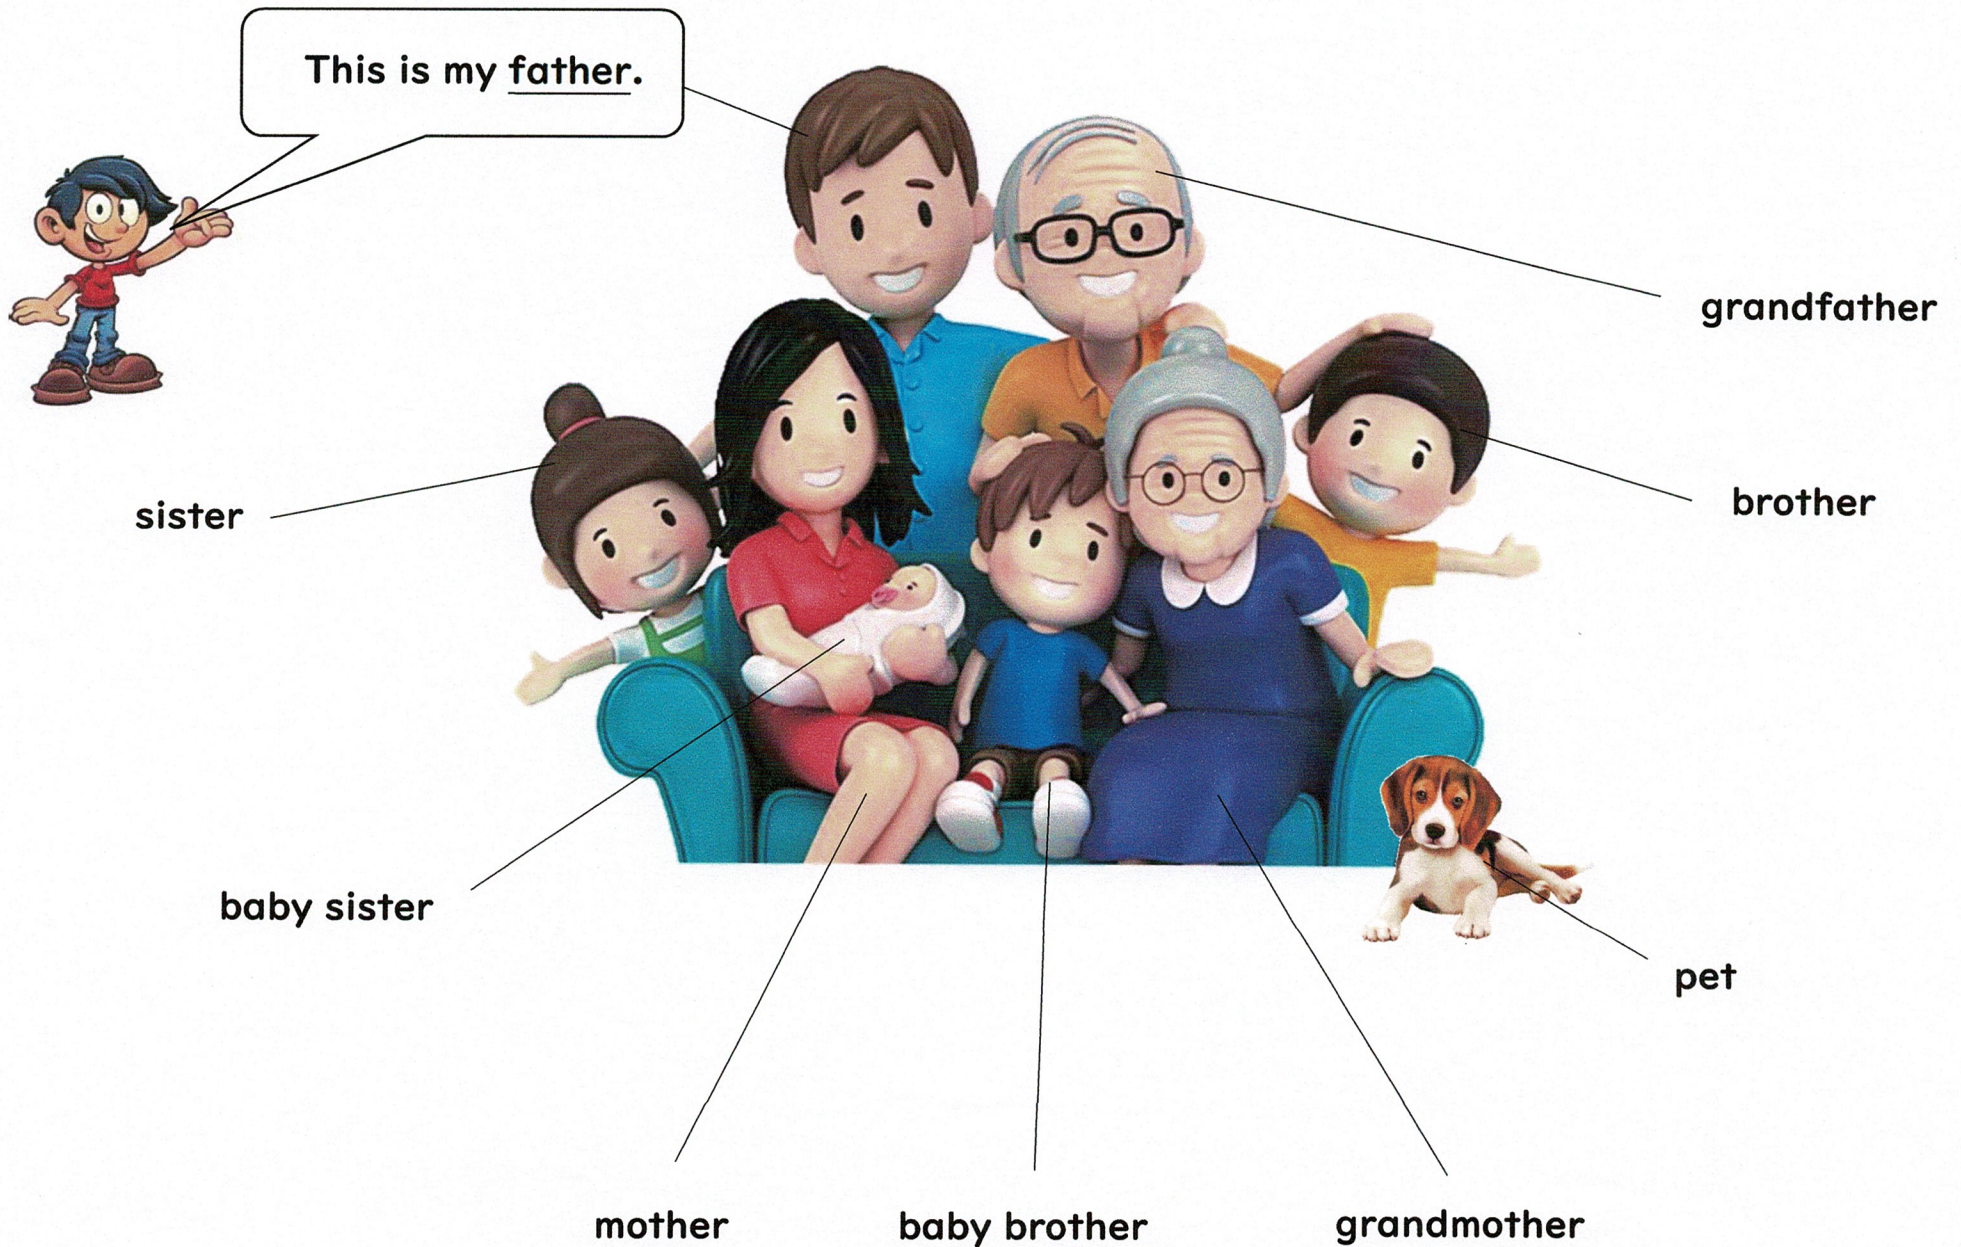 This is my father.
grandfather
sister
brother
baby sister
pet
mother
baby brother
grandmother